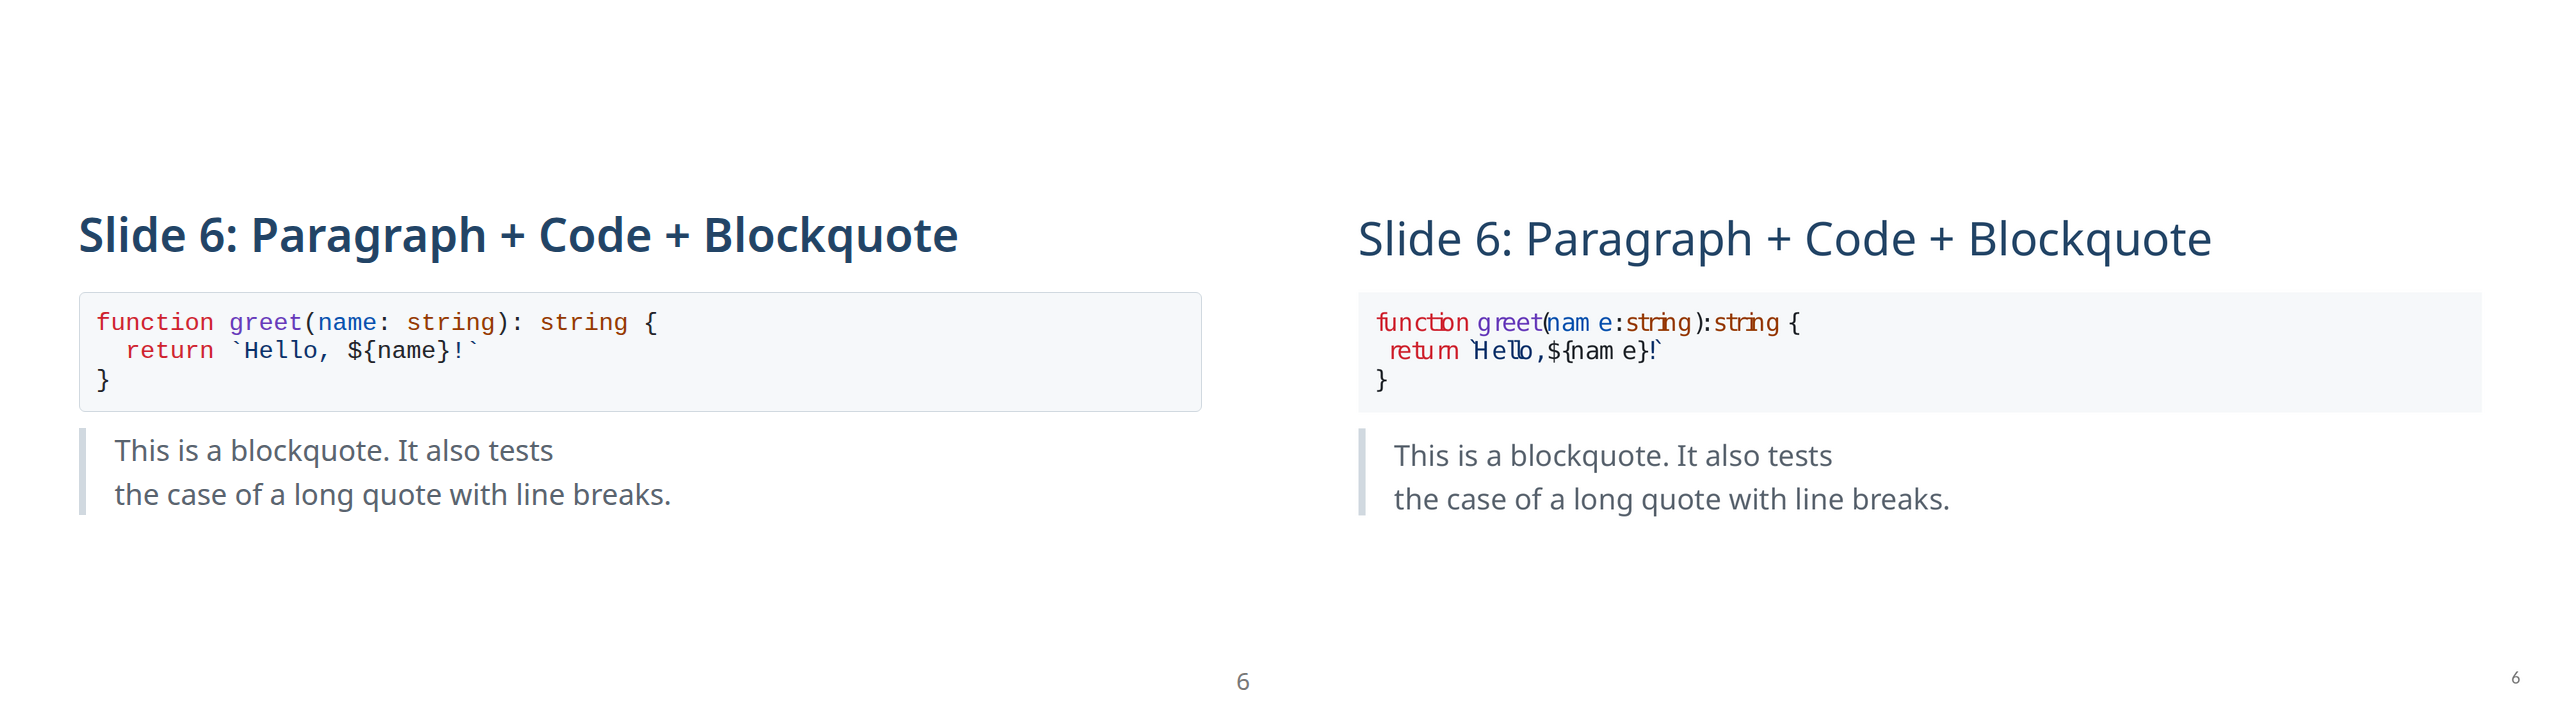 Slide 6: Paragraph + Code + Blockquote
function greet(name: string): string {
  return `Hello, ${name}!`
}
This is a blockquote. It also tests
the case of a long quote with line breaks.
6
Slide 6: Paragraph + Code + Blockquote
function greet(name:string):string {
 return `Hello,${name}!`
}
This is a blockquote. It also tests
the case of a long quote with line breaks.
6